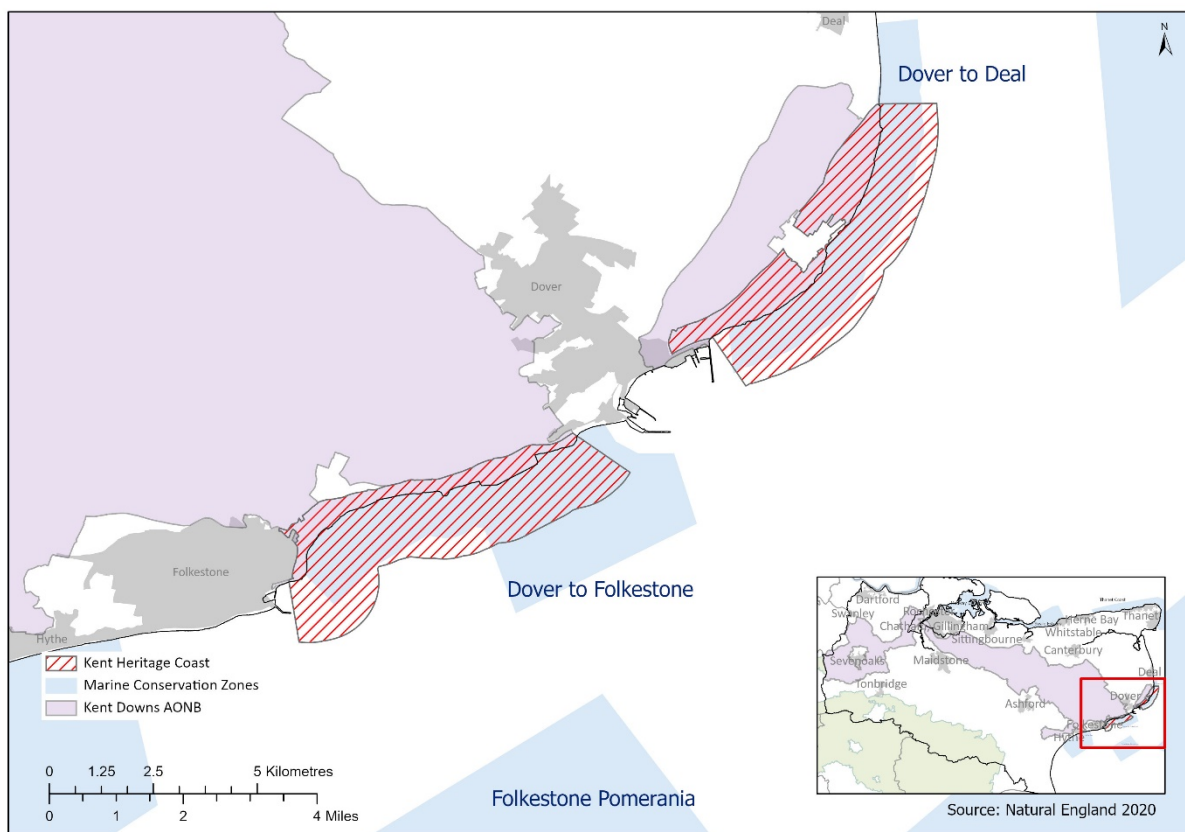 Deal
N
Dover to Deal
Dover
Folkestone
Dover to Folkestone
Hythe
Kent Heritage Coast
Marine Conservation Zones
Kent Downs AONB
0 1.25 2.5 5 Kilometres
0 1 2 4 Miles
Folkestone Pomerania
Dartford
Swanley
Gillingham
Sittingbourne
Whitstable
Thanet
Canterbury
Sevenoaks
Maidstone
Deal
Tonbridge
Ashford
Dover
Folkestone
Hythe
Source: Natural England 2020